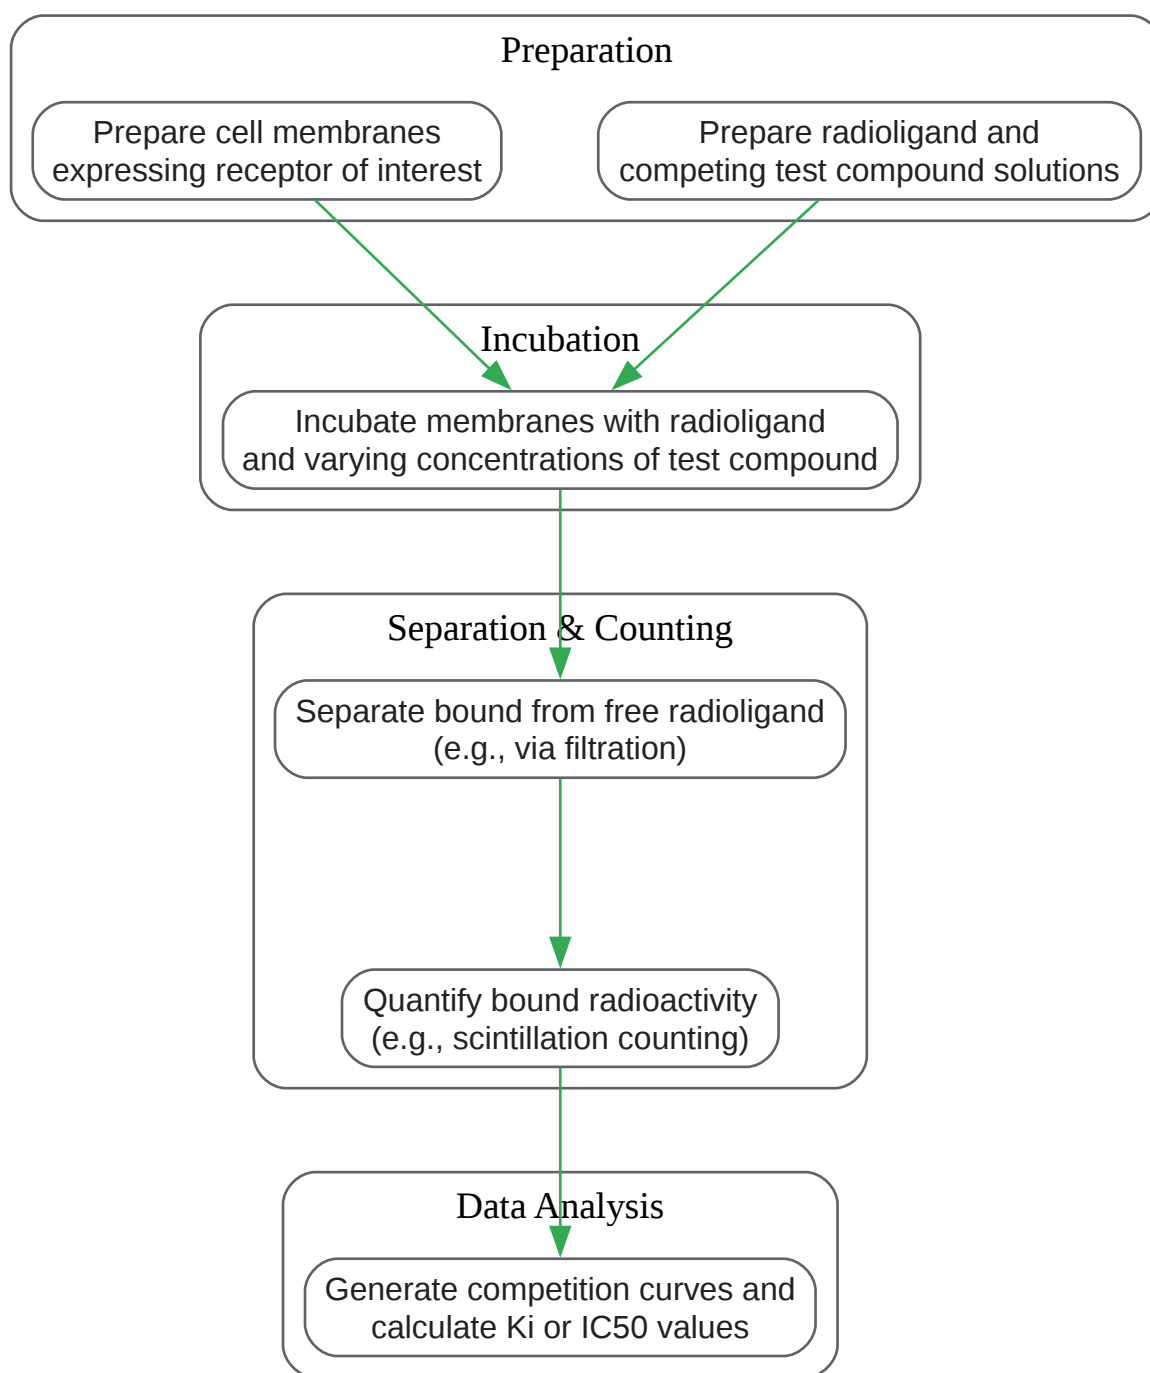 Preparation
Prepare cell membranes
expressing receptor of interest
Prepare radioligand and
competing test compound solutions
Incubation
Incubate membranes with radioligand
and varying concentrations of test compound
Separation & Counting
Separate bound from free radioligand
(e.g., via filtration)
Quantify bound radioactivity
(e.g., scintillation counting)
Data Analysis
Generate competition curves and
calculate Ki or IC50 values